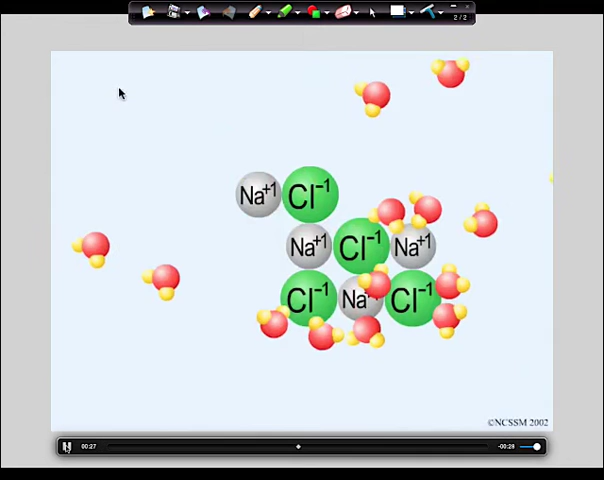 2/2
Na+1 Cl-1
Na+1 Cl-1 Na+1
Cl-1 Na+ Cl-1
©NCSSM 2002
00:27 -00:28